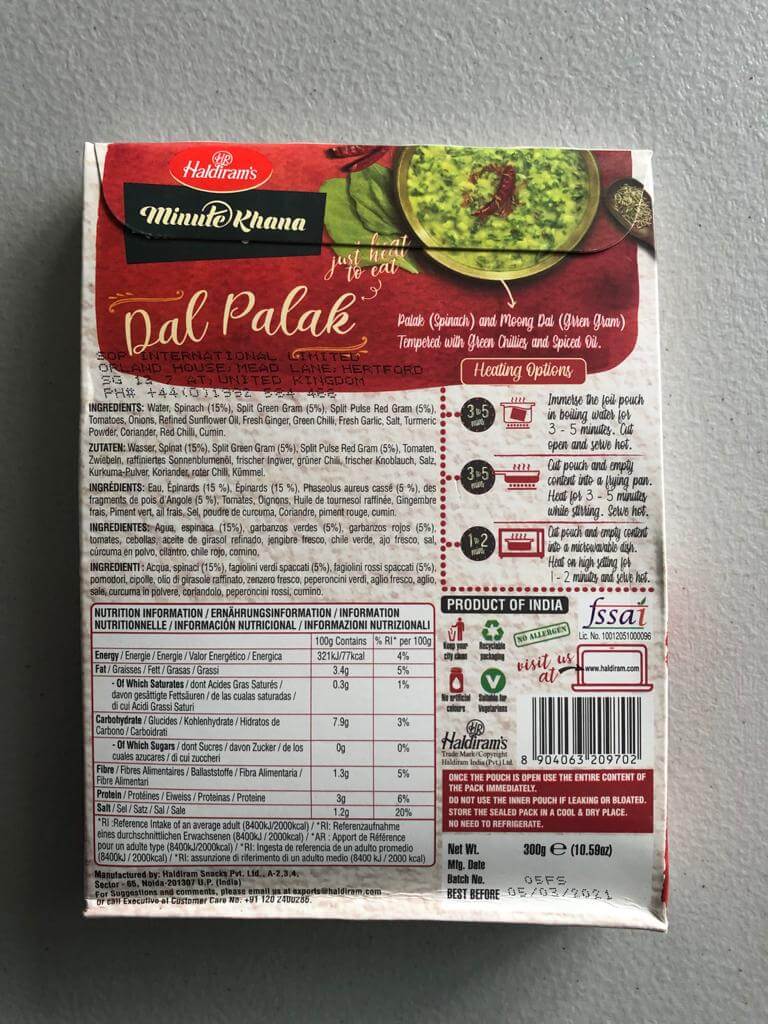 HR
Haldiram's
Minute Khana
just heat
to eat
Dal Palak
Palak (Spinach) and Moong Dal (Grren Gram)
Tempered with Green Chillies and Spiced Oil.
SOP INTERNATIONAL LIMITED
ORLAND HOUSE, MEAD LANE, HERTFORD
SG 13 7 AT, UNITED KINGDOM
PH# +44(0)1992
INGREDIENTS: Water, Spinach (15%), Split Green Gram (5%), Split Pulse Red Gram (5%),
Tomatoes, Onions, Refined Sunflower Oil, Fresh Ginger, Green Chilli, Fresh Garlic, Salt, Turmeric
Powder, Coriander, Red Chilli, Cumin.
ZUTATEN: Wasser, Spinat (15%), Split Green Gram (5%), Split Pulse Red Gram (5%), Tomaten,
Zwiebeln, raffiniertes Sonnenblumenöl, frischer Ingwer, grüner Chili, frischer Knoblauch, Salz,
Kurkuma-Pulver, Koriander, roter Chili, Kümmel.
INGRÉDIENTS: Eau, Épinards (15 %), Épinards (15 %), Phaseolus aureus cassé (5 %), des
fragments de pois d'Angole (5 %), Tomates, Oignons, Huile de tournesol raffinée, Gingembre
frais, Piment vert, ail frais, Sel, poudre de curcuma, Coriandre, piment rouge, cumin.
INGREDIENTES: Agua, espinaca (15%), garbanzos verdes (5%), garbanzos rojos (5%),
tomates, cebollas, aceite de girasol refinado, jengibre fresco, chile verde, ajo fresco, sal,
cúrcuma en polvo, cilantro, chile rojo, comino,
INGREDIENTI: Acqua, spinaci (15%), fagiolini verdi spaccati (5%), fagiolini rossi spaccati (5%),
pomodori, cipolle, olio di girasole raffinato, zenzero fresco, peperoncini verdi, aglio fresco, aglio,
sale, curcuma in polvere, coriandolo, peperoncini rossi, cumino.
Heating Options
3 to 5
min
Immerse the foil pouch
in boiling water for
3 - 5 minutes. Cut
open and serve hot.
3 to 5
min
Cut pouch and empty
content into a frying pan.
Heat for 3 - 5 minutes
while stirring. Serve hot.
1 to 2
min
Cut pouch and empty content
into a microwavable dish.
Heat on high setting for
1 - 2 minutes and serve hot.
NUTRITION INFORMATION / ERNÄHRUNGSINFORMATION / INFORMATION
NUTRITIONNELLE / INFORMACIÓN NUTRICIONAL / INFORMAZIONI NUTRIZIONALI
100g Contains % RI* per 100g
Energy / Energie / Energie / Valor Energético / Energica 321kJ/77kcal 4%
Fat / Graisses / Fett / Grasas / Grassi 3.4g 5%
- Of Which Saturates / dont Acides Gras Saturés / 0.3g 1%
davon gesättigte Fettsäuren / de las cualas saturadas /
di cui Acidi Grassi Saturi
Carbohydrate / Glucides / Kohlenhydrate / Hidratos de 7.9g 3%
Carbono / Carboidrati
- Of Which Sugars / dont Sucres / davon Zucker / de los 0g 0%
cuales azucares / di cui zuccheri
Fibre / Fibres Alimentaires / Ballaststoffe / Fibra Alimentaria / 1.3g 5%
Fibre Alimentari
Protein / Protéines / Eiweiss / Proteinas / Proteine 3g 6%
Salt / Sel / Satz / Sal / Sale 1.2g 20%
*RI :Reference Intake of an average adult (8400kJ/2000kcal) / *RI: Referenzaufnahme
eines durchschnittlichen Erwachsenen (8400kJ / 2000kcal) / *AR : Apport de Référence
pour un adulte type (8400kJ/2000kcal) / *RI: Ingesta de referencia de un adulto promedio
(8400kJ / 2000kcal) / *RI: assunzione di riferimento di un adulto medio (8400 kJ / 2000 kcal)
Manufactured by: Haldiram Snacks Pvt. Ltd., A-2,3,4,
Sector - 65, Noida-201307 U.P. (India)
For Suggestions and comments, please email us at exports@haldiram.com
or call Executive at Customer Care No. +91 120 2400286.
PRODUCT OF INDIA
fssai
Lic. No. 10012051000096
Keep your
city clean
Recyclable
packaging
NO ALLERGEN
visit us
at
www.haldiram.com
No artificial
colours
Suitable for
Vegetarians
HR
Haldiram's
Trade Mark/Copyright
Haldiram India (Pvt.) Ltd.
8 904063 209702
ONCE THE POUCH IS OPEN USE THE ENTIRE CONTENT OF
THE PACK IMMEDIATELY.
DO NOT USE THE INNER POUCH IF LEAKING OR BLOATED.
STORE THE SEALED PACK IN A COOL & DRY PLACE.
NO NEED TO REFRIGERATE.
Net Wt. 300g e (10.59oz)
Mfg. Date
Batch No. 05FS
BEST BEFORE 05/03/2021